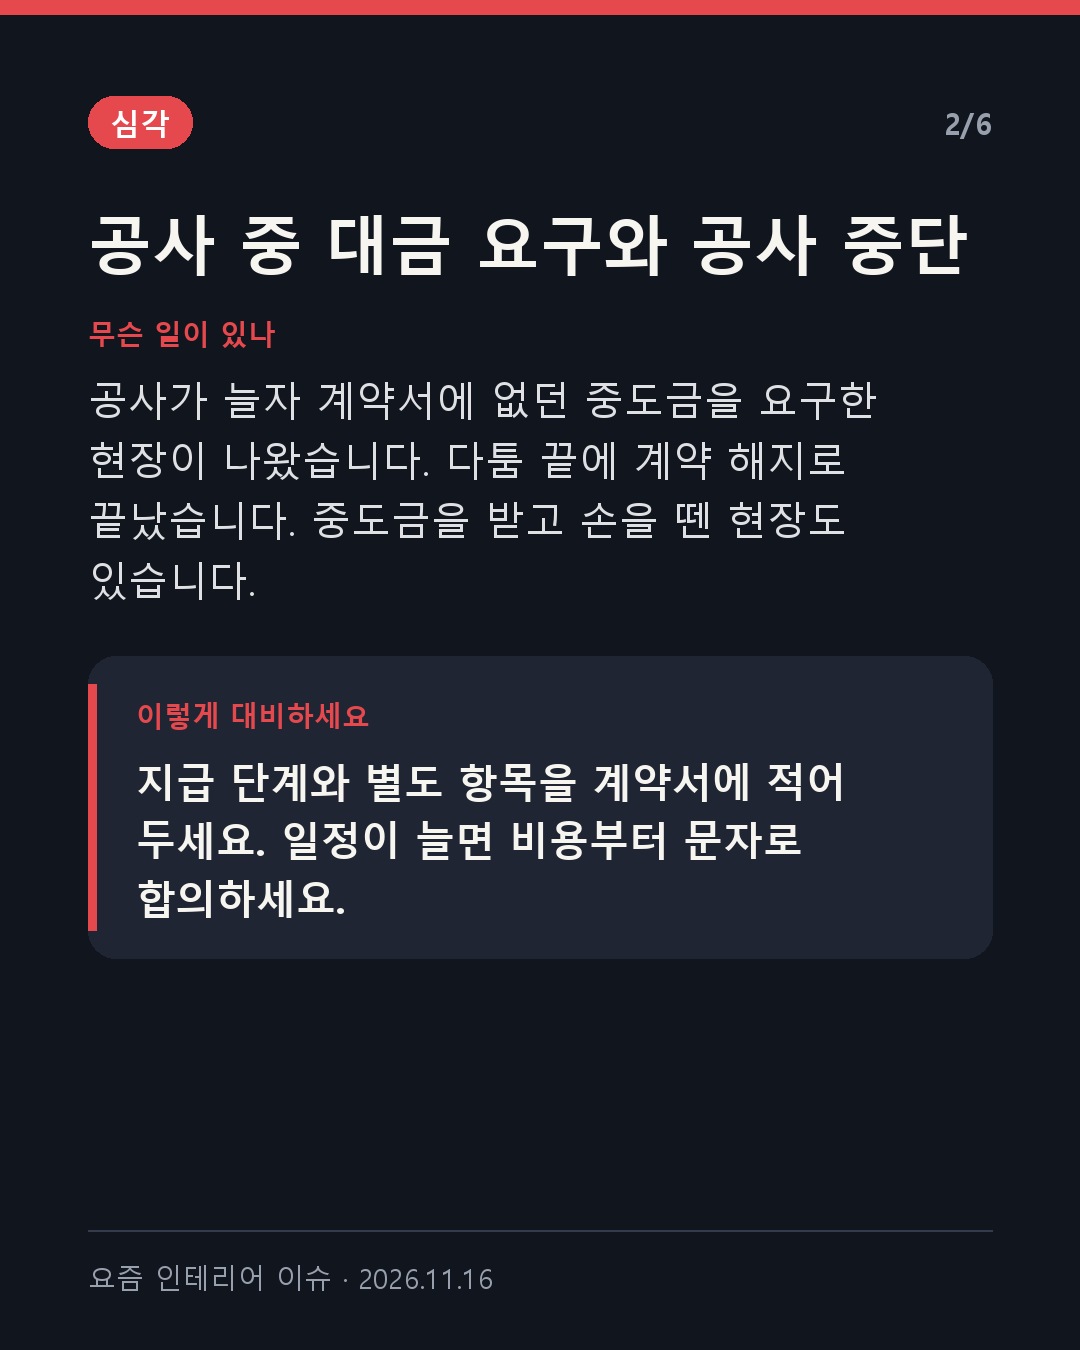 심각
2/6
공사 중 대금 요구와 공사 중단
무슨 일이 있나
공사가 늘자 계약서에 없던 중도금을 요구한
현장이 나왔습니다. 다툼 끝에 계약 해지로
끝났습니다. 중도금을 받고 손을 뗀 현장도
있습니다.
이렇게 대비하세요
지급 단계와 별도 항목을 계약서에 적어
두세요. 일정이 늘면 비용부터 문자로
합의하세요.
요즘 인테리어 이슈 · 2026.11.16